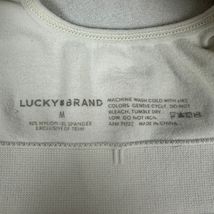 LUCKY BRAND
M
92% NYLON 8% SPANDEX
EXCLUSIVE OF TRIM
MACHINE WASH COLD WITH LIKE
COLORS, GENTLE CYCLE, DO NOT
BLEACH, TUMBLE DRY
LOW, DO NOT IRON.
MADE IN CHINA